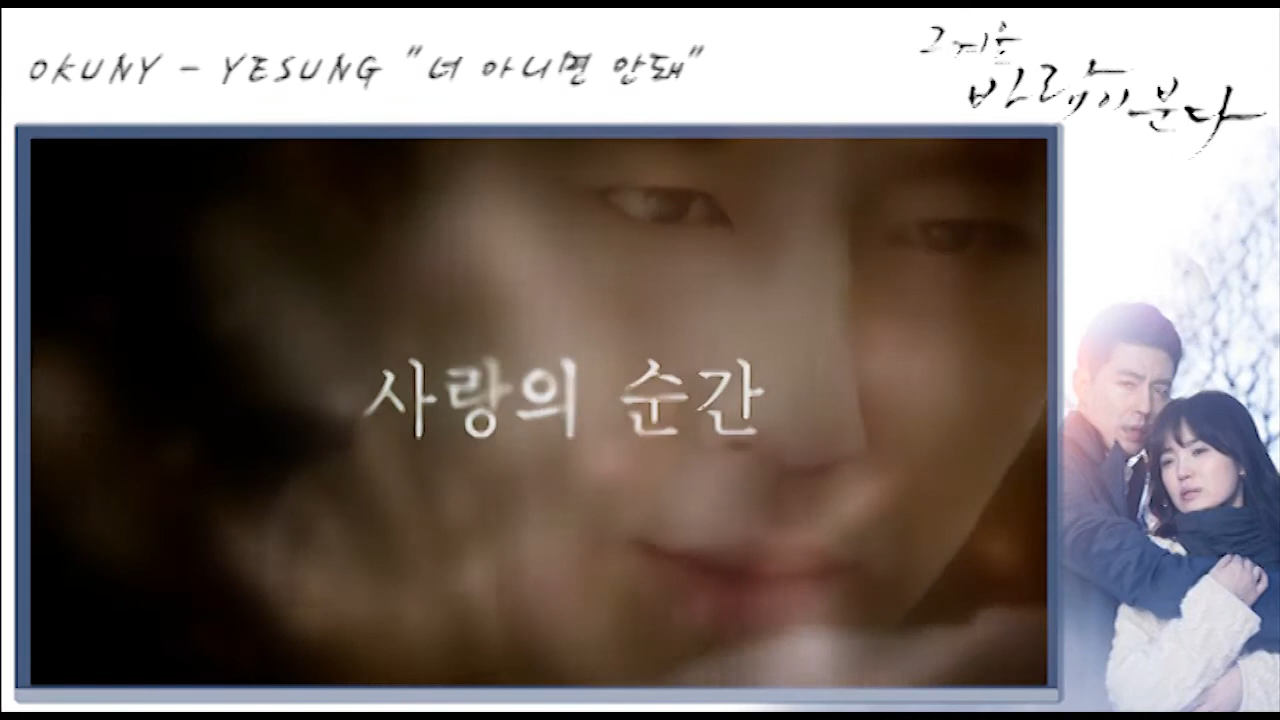 OKUNY - YESUNG "너 아니면 안돼"
그 겨울
바람이 분다
사랑의 순간